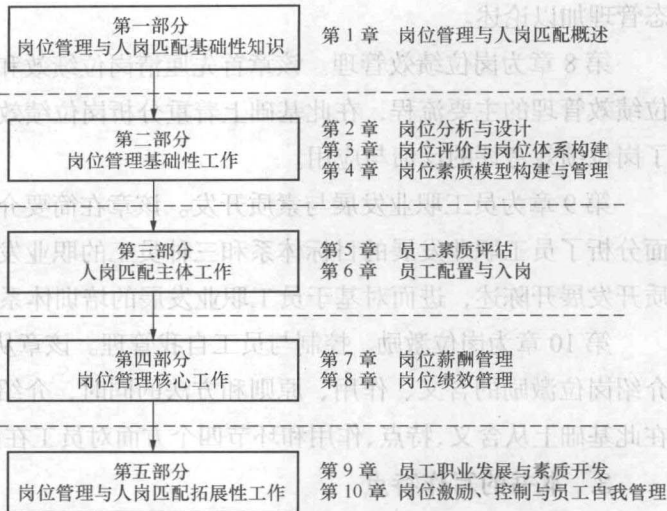 第一部分
岗位管理与人岗匹配基础性知识
第1章 岗位管理与人岗匹配概述
第二部分
岗位管理基础性工作
第2章 岗位分析与设计
第3章 岗位评价与岗位体系构建
第4章 岗位素质模型构建与管理
第三部分
人岗匹配主体工作
第5章 员工素质评估
第6章 员工配置与入岗
第四部分
岗位管理核心工作
第7章 岗位薪酬管理
第8章 岗位绩效管理
第五部分
岗位管理与人岗匹配拓展性工作
第9章 员工职业发展与素质开发
第10章 岗位激励、控制与员工自我管理